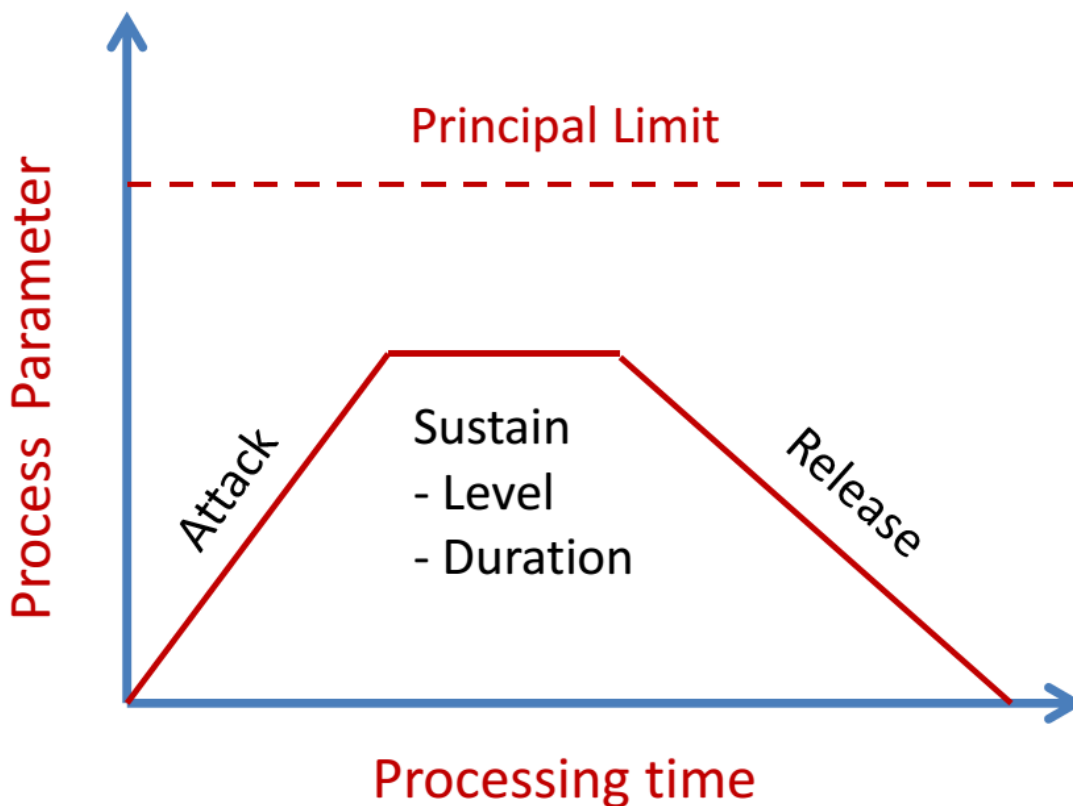 Principal Limit
Process Parameter
Attack
Sustain
- Level
- Duration
Release
Processing time